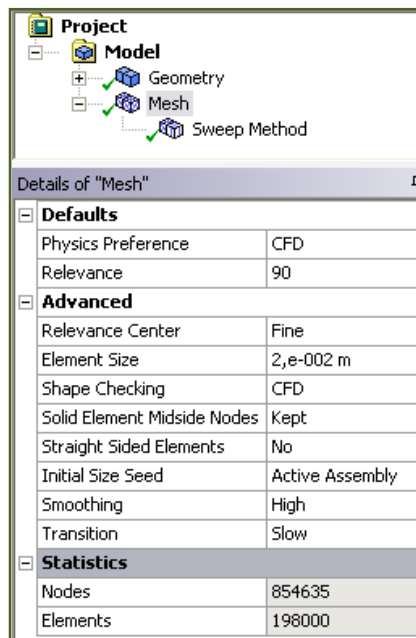 Project
Model
Geometry
Mesh
Sweep Method
Details of "Mesh"
Defaults
Physics Preference CFD
Relevance 90
Advanced
Relevance Center Fine
Element Size 2,e-002 m
Shape Checking CFD
Solid Element Midside Nodes Kept
Straight Sided Elements No
Initial Size Seed Active Assembly
Smoothing High
Transition Slow
Statistics
Nodes 854635
Elements 198000